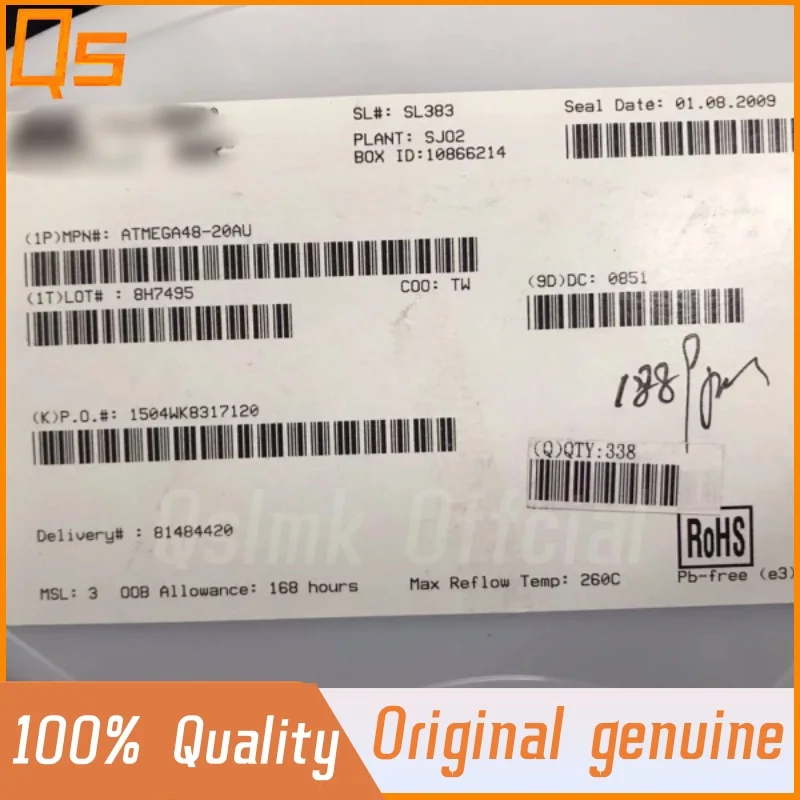 Qs
SL#: SL383
Seal Date: 01.08.2009
PLANT: SJ02
BOX ID:10866214
(1P)MPN#: ATMEGA48-20AU
(1T)LOT# : 8H7495
COO: TW
(9D)DC: 0851
188
(K)P.O.#: 1504WK8317120
(Q)QTY:338
Qslmk Offcial
Delivery# : 81484420
RoHS
MSL: 3 OOB Allowance: 168 hours
Max Reflow Temp: 260C
Pb-free (e3)
100% Quality
Original genuine